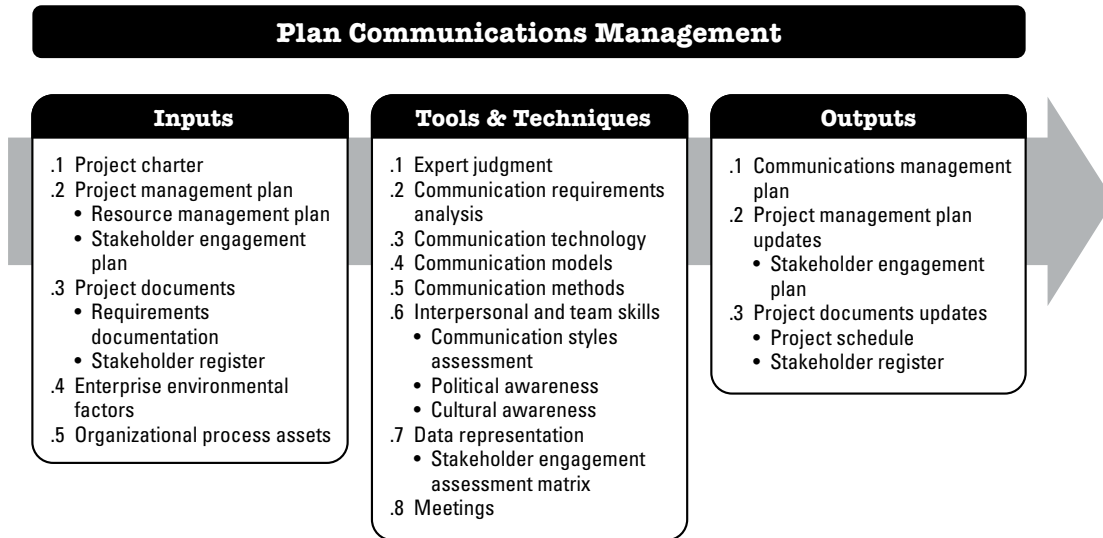 Plan Communications Management
Inputs
.1 Project charter
.2 Project management plan
• Resource management plan
• Stakeholder engagement
plan
.3 Project documents
• Requirements
documentation
• Stakeholder register
.4 Enterprise environmental
factors
.5 Organizational process assets
Tools & Techniques
.1 Expert judgment
.2 Communication requirements
analysis
.3 Communication technology
.4 Communication models
.5 Communication methods
.6 Interpersonal and team skills
• Communication styles
assessment
• Political awareness
• Cultural awareness
.7 Data representation
• Stakeholder engagement
assessment matrix
.8 Meetings
Outputs
.1 Communications management
plan
.2 Project management plan
updates
• Stakeholder engagement
plan
.3 Project documents updates
• Project schedule
• Stakeholder register